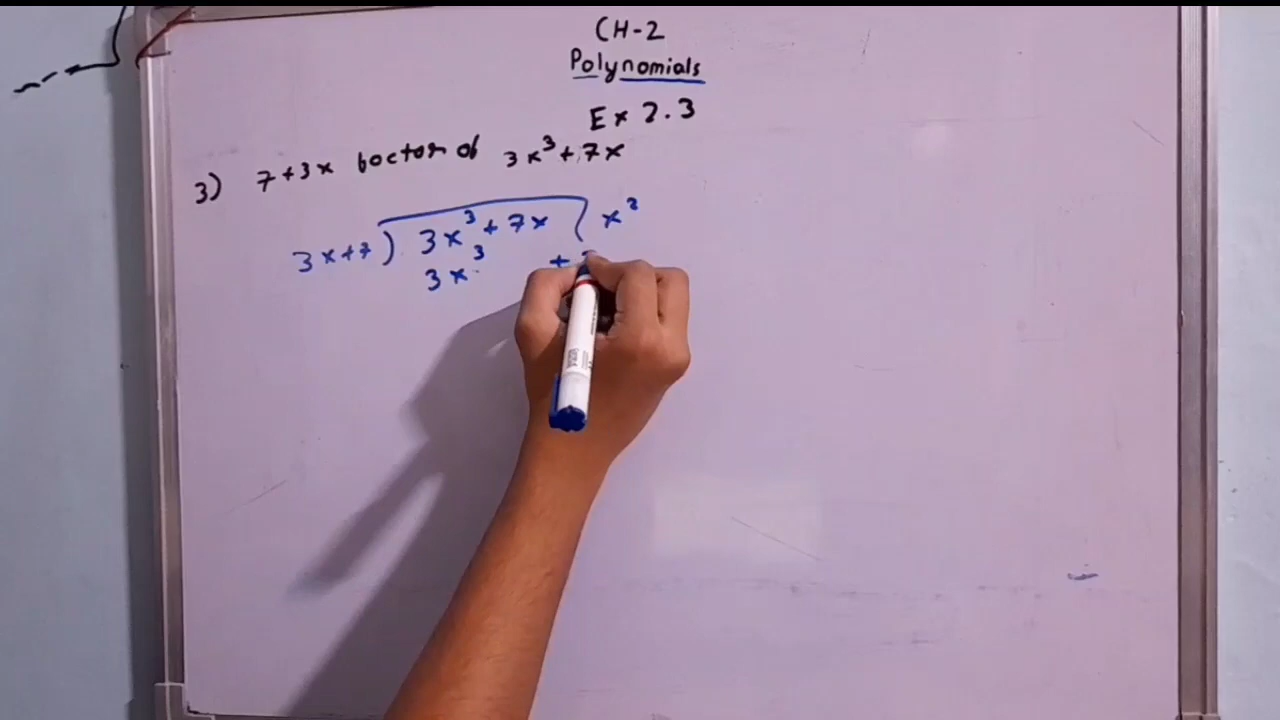 CH-2
Polynomials
Ex 2.3
3) 7+3x factor of 3x³+7x
3x+7) 3x³+7x ( x²
3x³ +